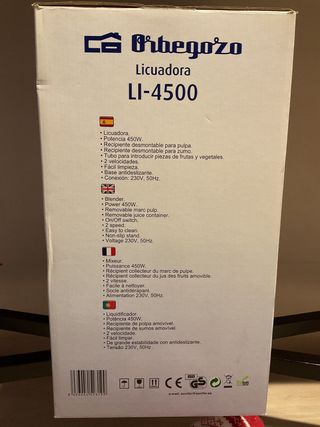 Orbegozo
Licuadora
LI-4500
• Licuadora.
• Potencia 450W.
• Recipiente desmontable para pulpa.
• Recipiente desmontable para zumo.
• Tubo para introducir piezas de frutas y vegetales.
• 2 velocidades.
• Fácil limpieza.
• Base antideslizante.
• Conexión: 230V, 50Hz.
• Blender.
• Power 450W.
• Removable marc pulp.
• Removable juice container.
• On/Off switch.
• 2 speed.
• Easy to clean.
• Non-slip stand.
• Voltage 230V, 50Hz.
• Mixeur.
• Puissance 450W.
• Récipient collecteur du marc de pulpe.
• Récipient collecteur du jus des fruits amovible.
• 2 vitesse.
• Facile à nettoyer.
• Socle antidérapant.
• Alimentation 230V, 50Hz.
• Liquidificador.
• Potência 450W.
• Recipiente de polpa amovível.
• Recipiente de sumos amovível.
• 2 velocidade.
• Fácil limpar
• De grande estabilidade con antideslizante.
• Tensão 230V, 50Hz.
ISO
GS
CE